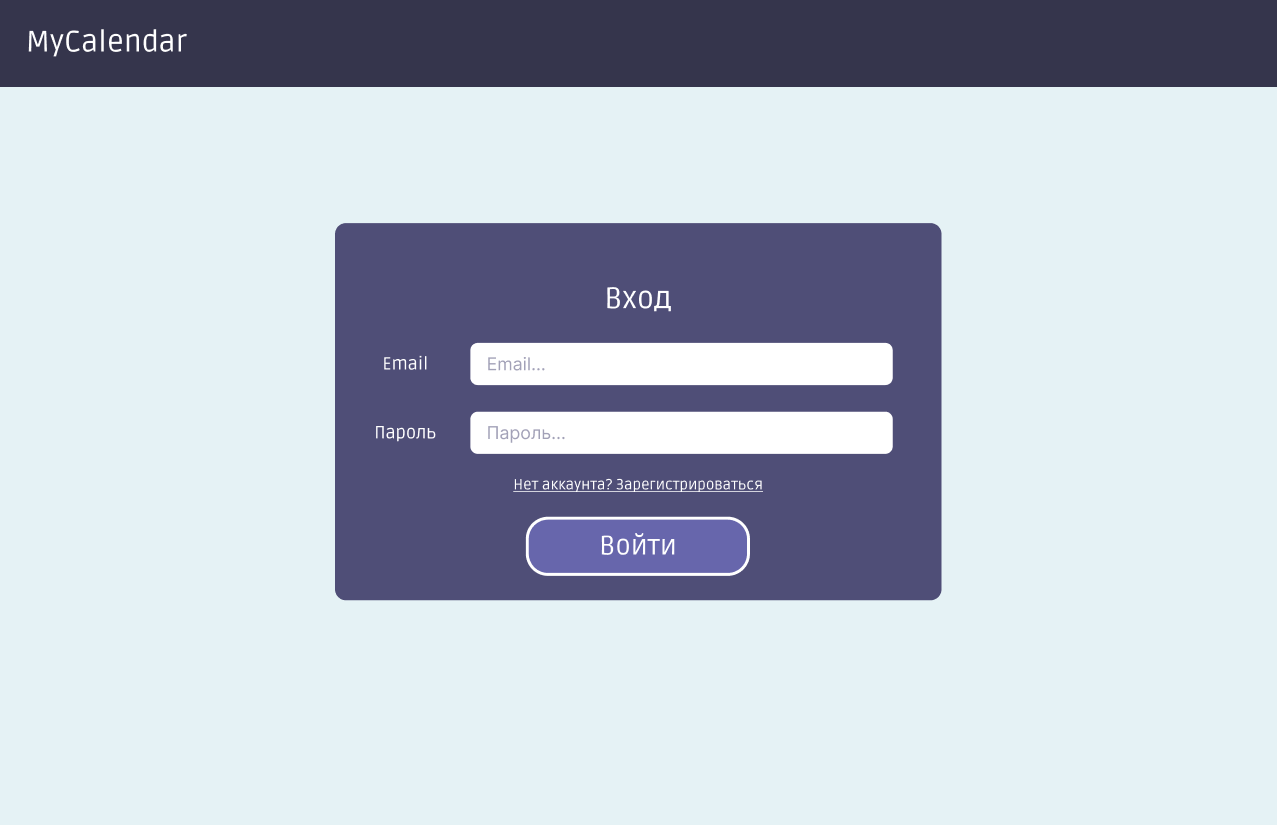 MyCalendar
Вход
Email
Email...
Пароль
Пароль...
Нет аккаунта? Зарегистрироваться
Войти